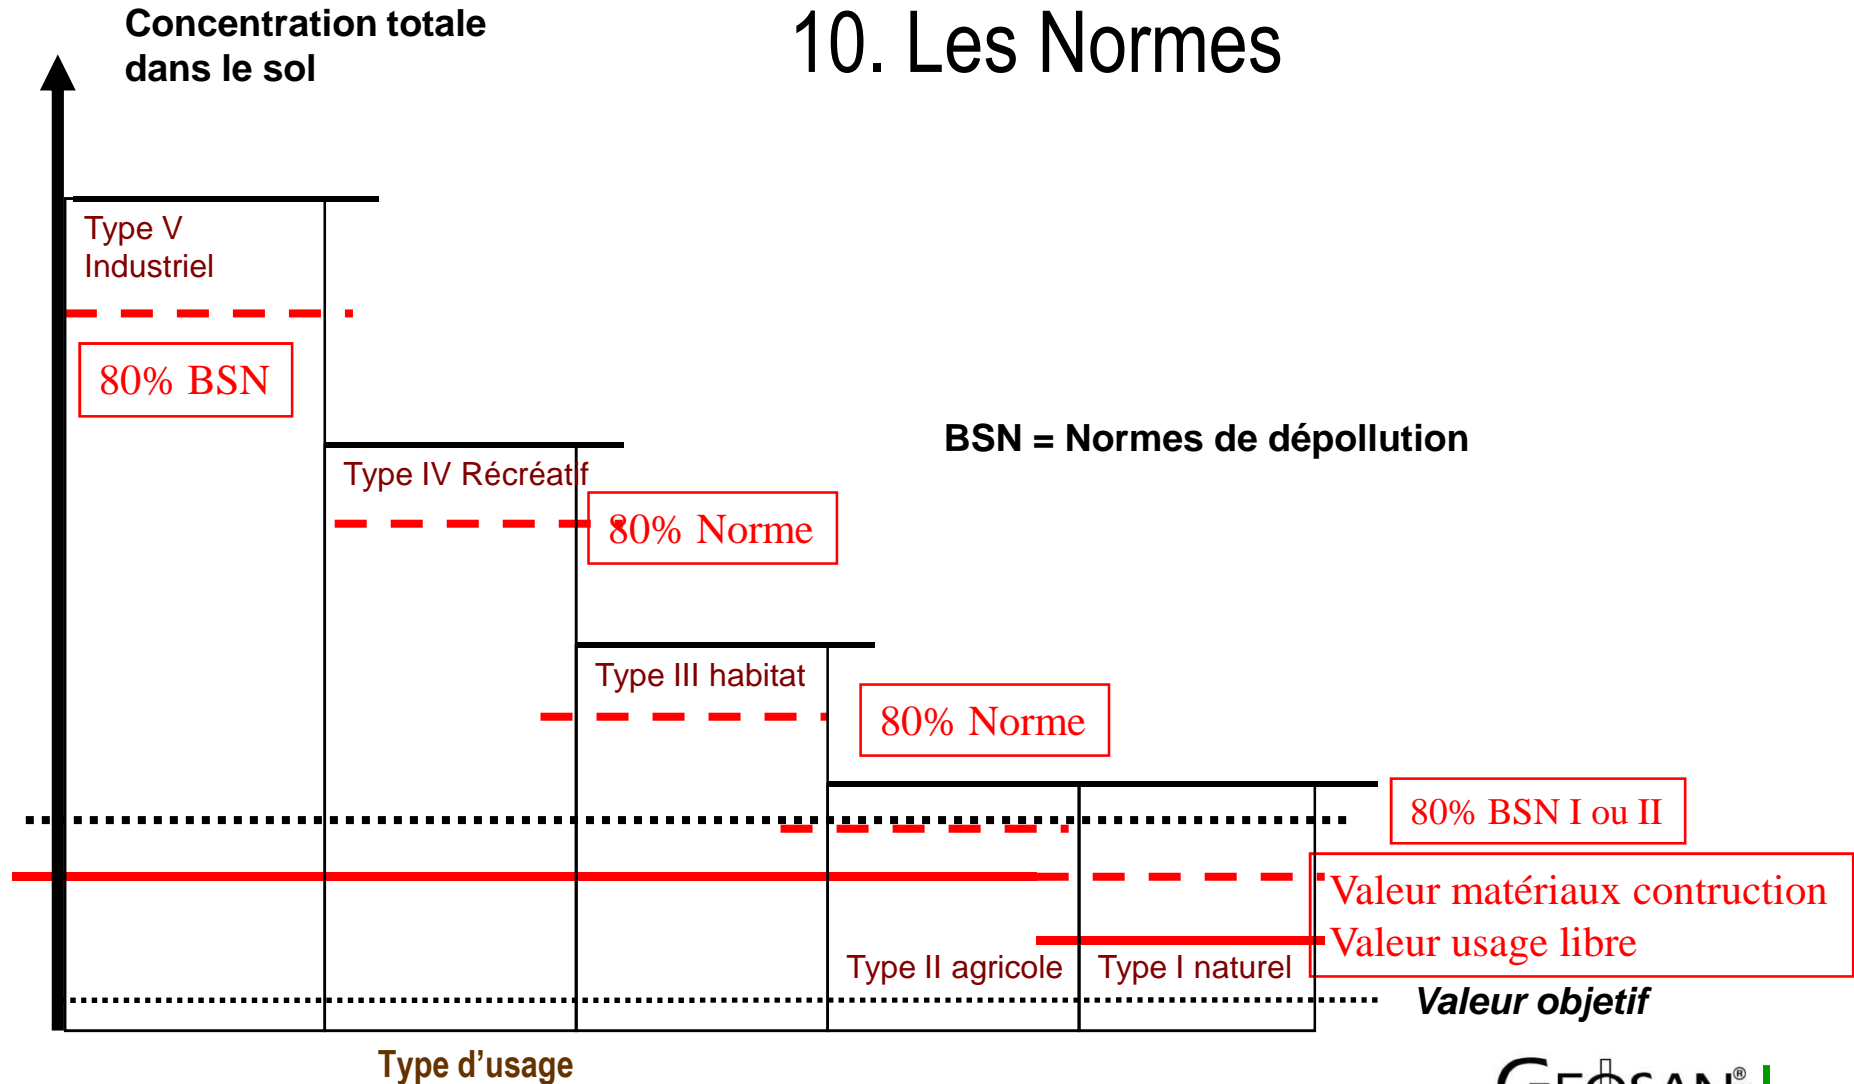 Concentration totale
dans le sol
10. Les Normes
Type V
Industriel
80% BSN
BSN = Normes de dépollution
Type IV Récréatif
80% Norme
Type III habitat
80% Norme
80% BSN I ou II
Valeur matériaux contruction
Valeur usage libre
Type II agricole
Type I naturel
Valeur objetif
Type d'usage
GEOSAN®